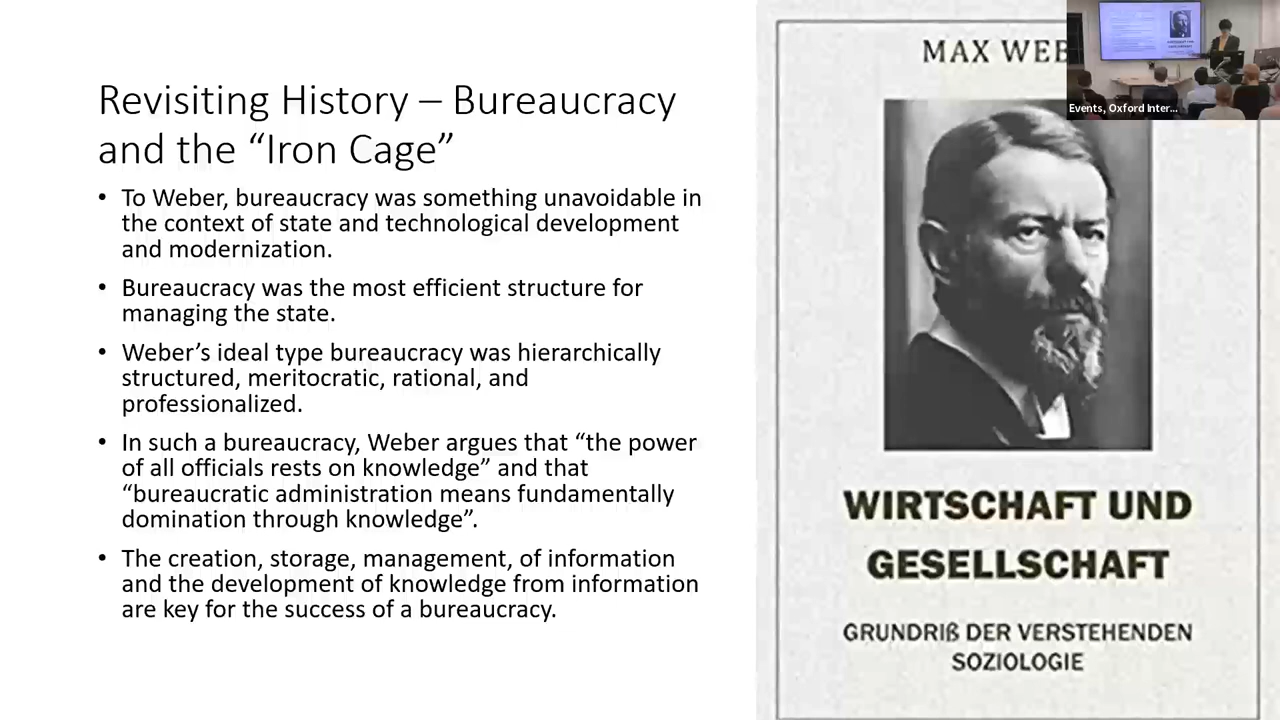 Revisiting History – Bureaucracy
and the “Iron Cage”
• To Weber, bureaucracy was something unavoidable in
the context of state and technological development
and modernization.
• Bureaucracy was the most efficient structure for
managing the state.
• Weber’s ideal type bureaucracy was hierarchically
structured, meritocratic, rational, and
professionalized.
• In such a bureaucracy, Weber argues that “the power
of all officials rests on knowledge” and that
“bureaucratic administration means fundamentally
domination through knowledge”.
• The creation, storage, management, of information
and the development of knowledge from information
are key for the success of a bureaucracy.
MAX WEB
WIRTSCHAFT UND
GESELLSCHAFT
GRUNDRIß DER VERSTEHENDEN
SOZIOLOGIE
Events, Oxford Inter...